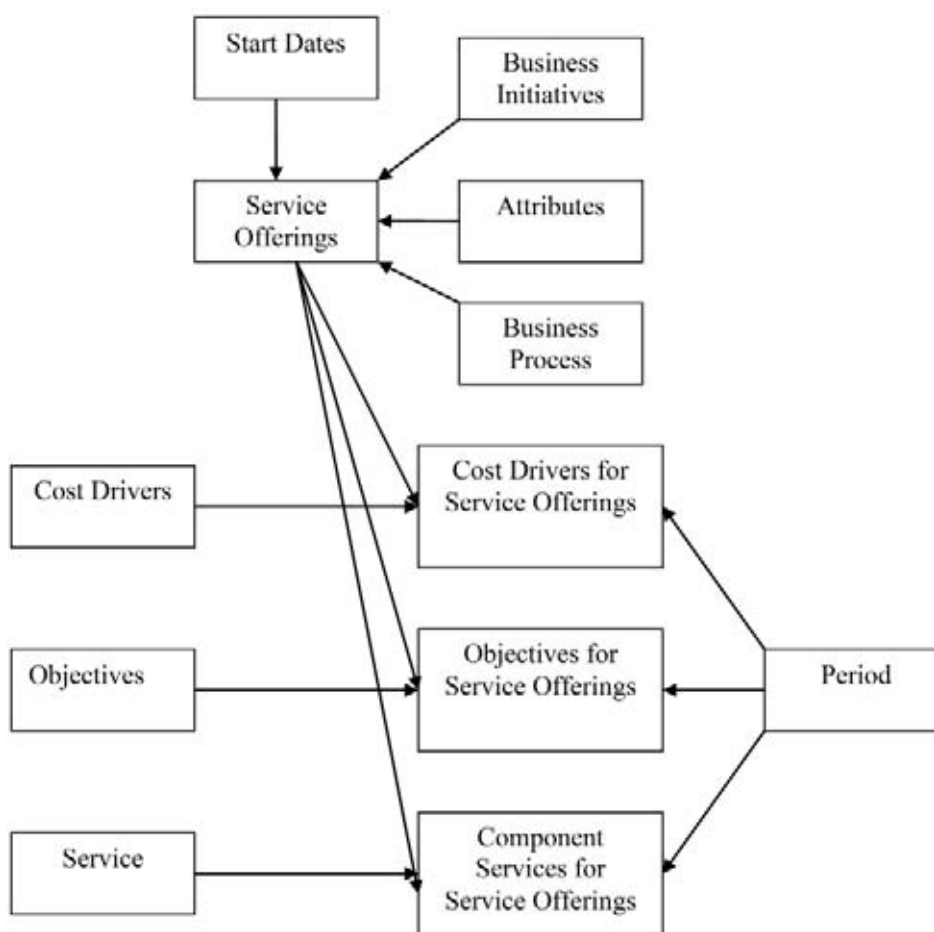 Start Dates
Business
Initiatives
Service
Offerings
Attributes
Business
Process
Cost Drivers
Cost Drivers for
Service Offerings
Objectives
Objectives for
Service Offerings
Period
Service
Component
Services for
Service Offerings